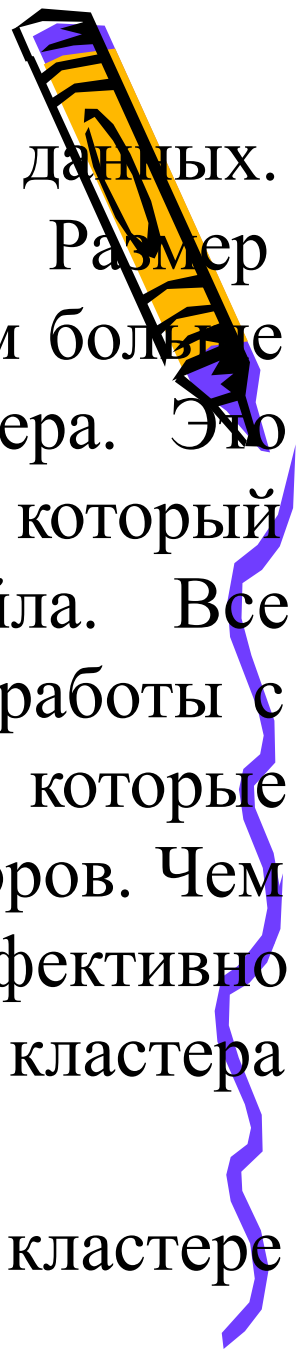 данных.
Размер
м больше
ера. Это
который
йла. Все
работы с
которые
оров. Чем
фективно
кластера
кластере